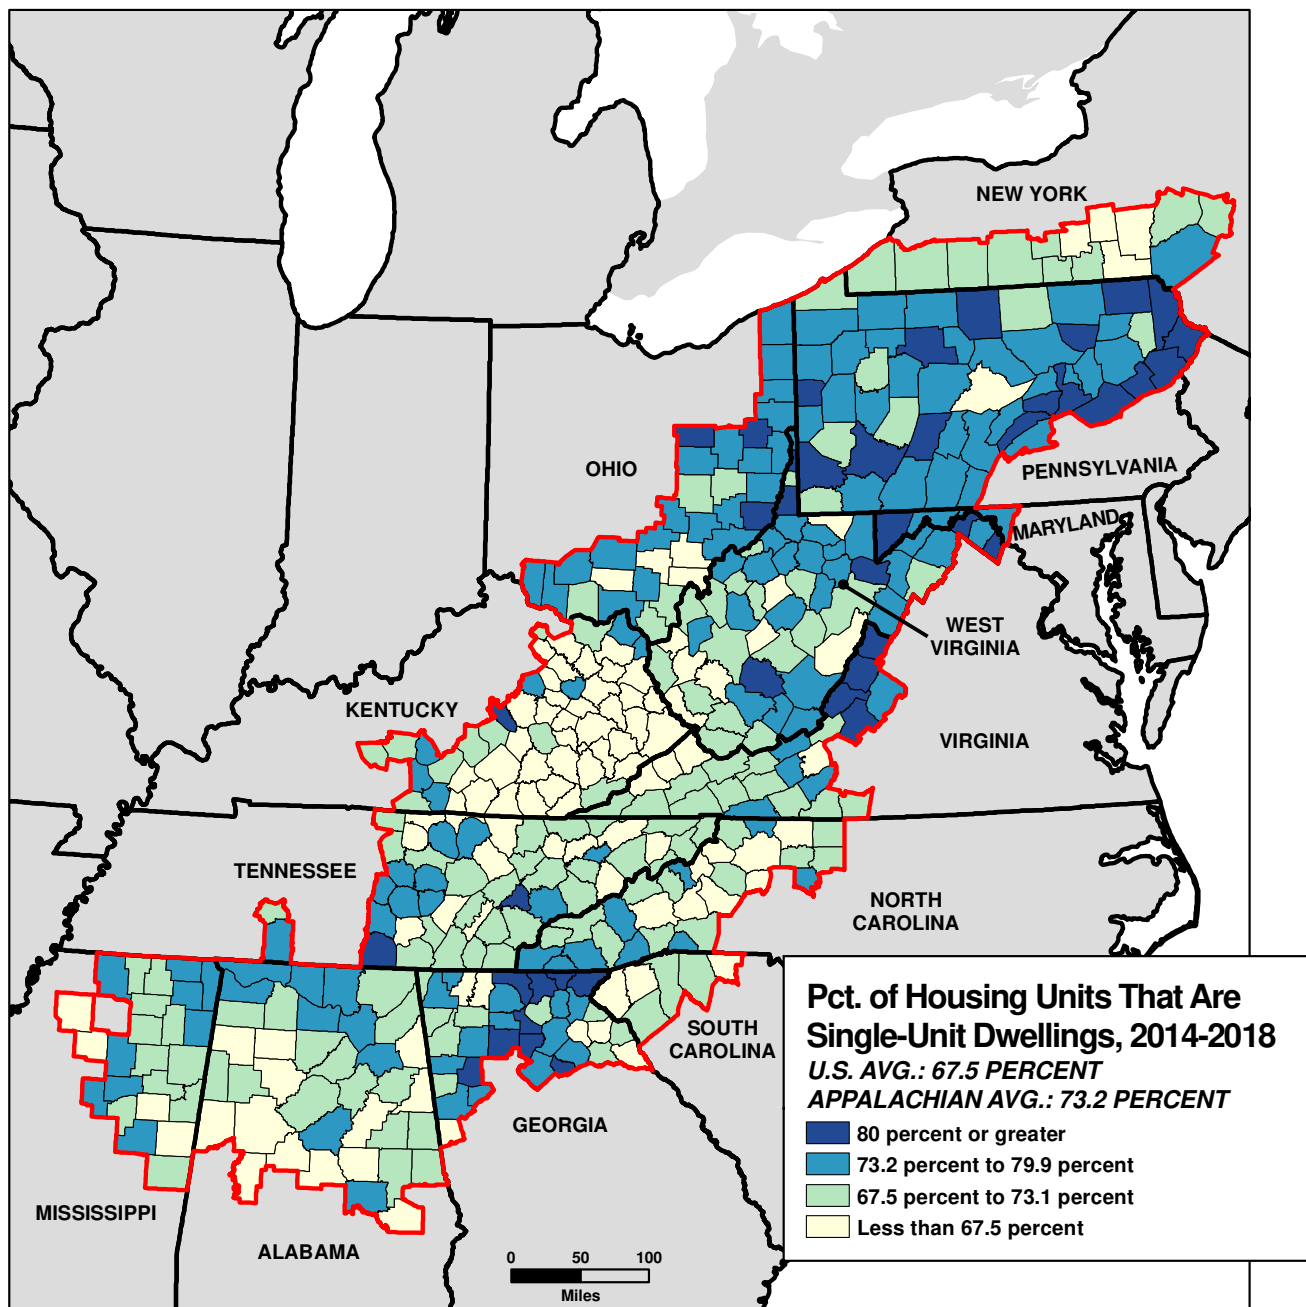 NEW YORK
OHIO
PENNSYLVANIA
MARYLAND
WEST
VIRGINIA
KENTUCKY
VIRGINIA
TENNESSEE
NORTH
CAROLINA
SOUTH
CAROLINA
GEORGIA
MISSISSIPPI
ALABAMA
Pct. of Housing Units That Are
Single-Unit Dwellings, 2014-2018
U.S. AVG.: 67.5 PERCENT
APPALACHIAN AVG.: 73.2 PERCENT
80 percent or greater
73.2 percent to 79.9 percent
67.5 percent to 73.1 percent
Less than 67.5 percent
0 50 100
Miles